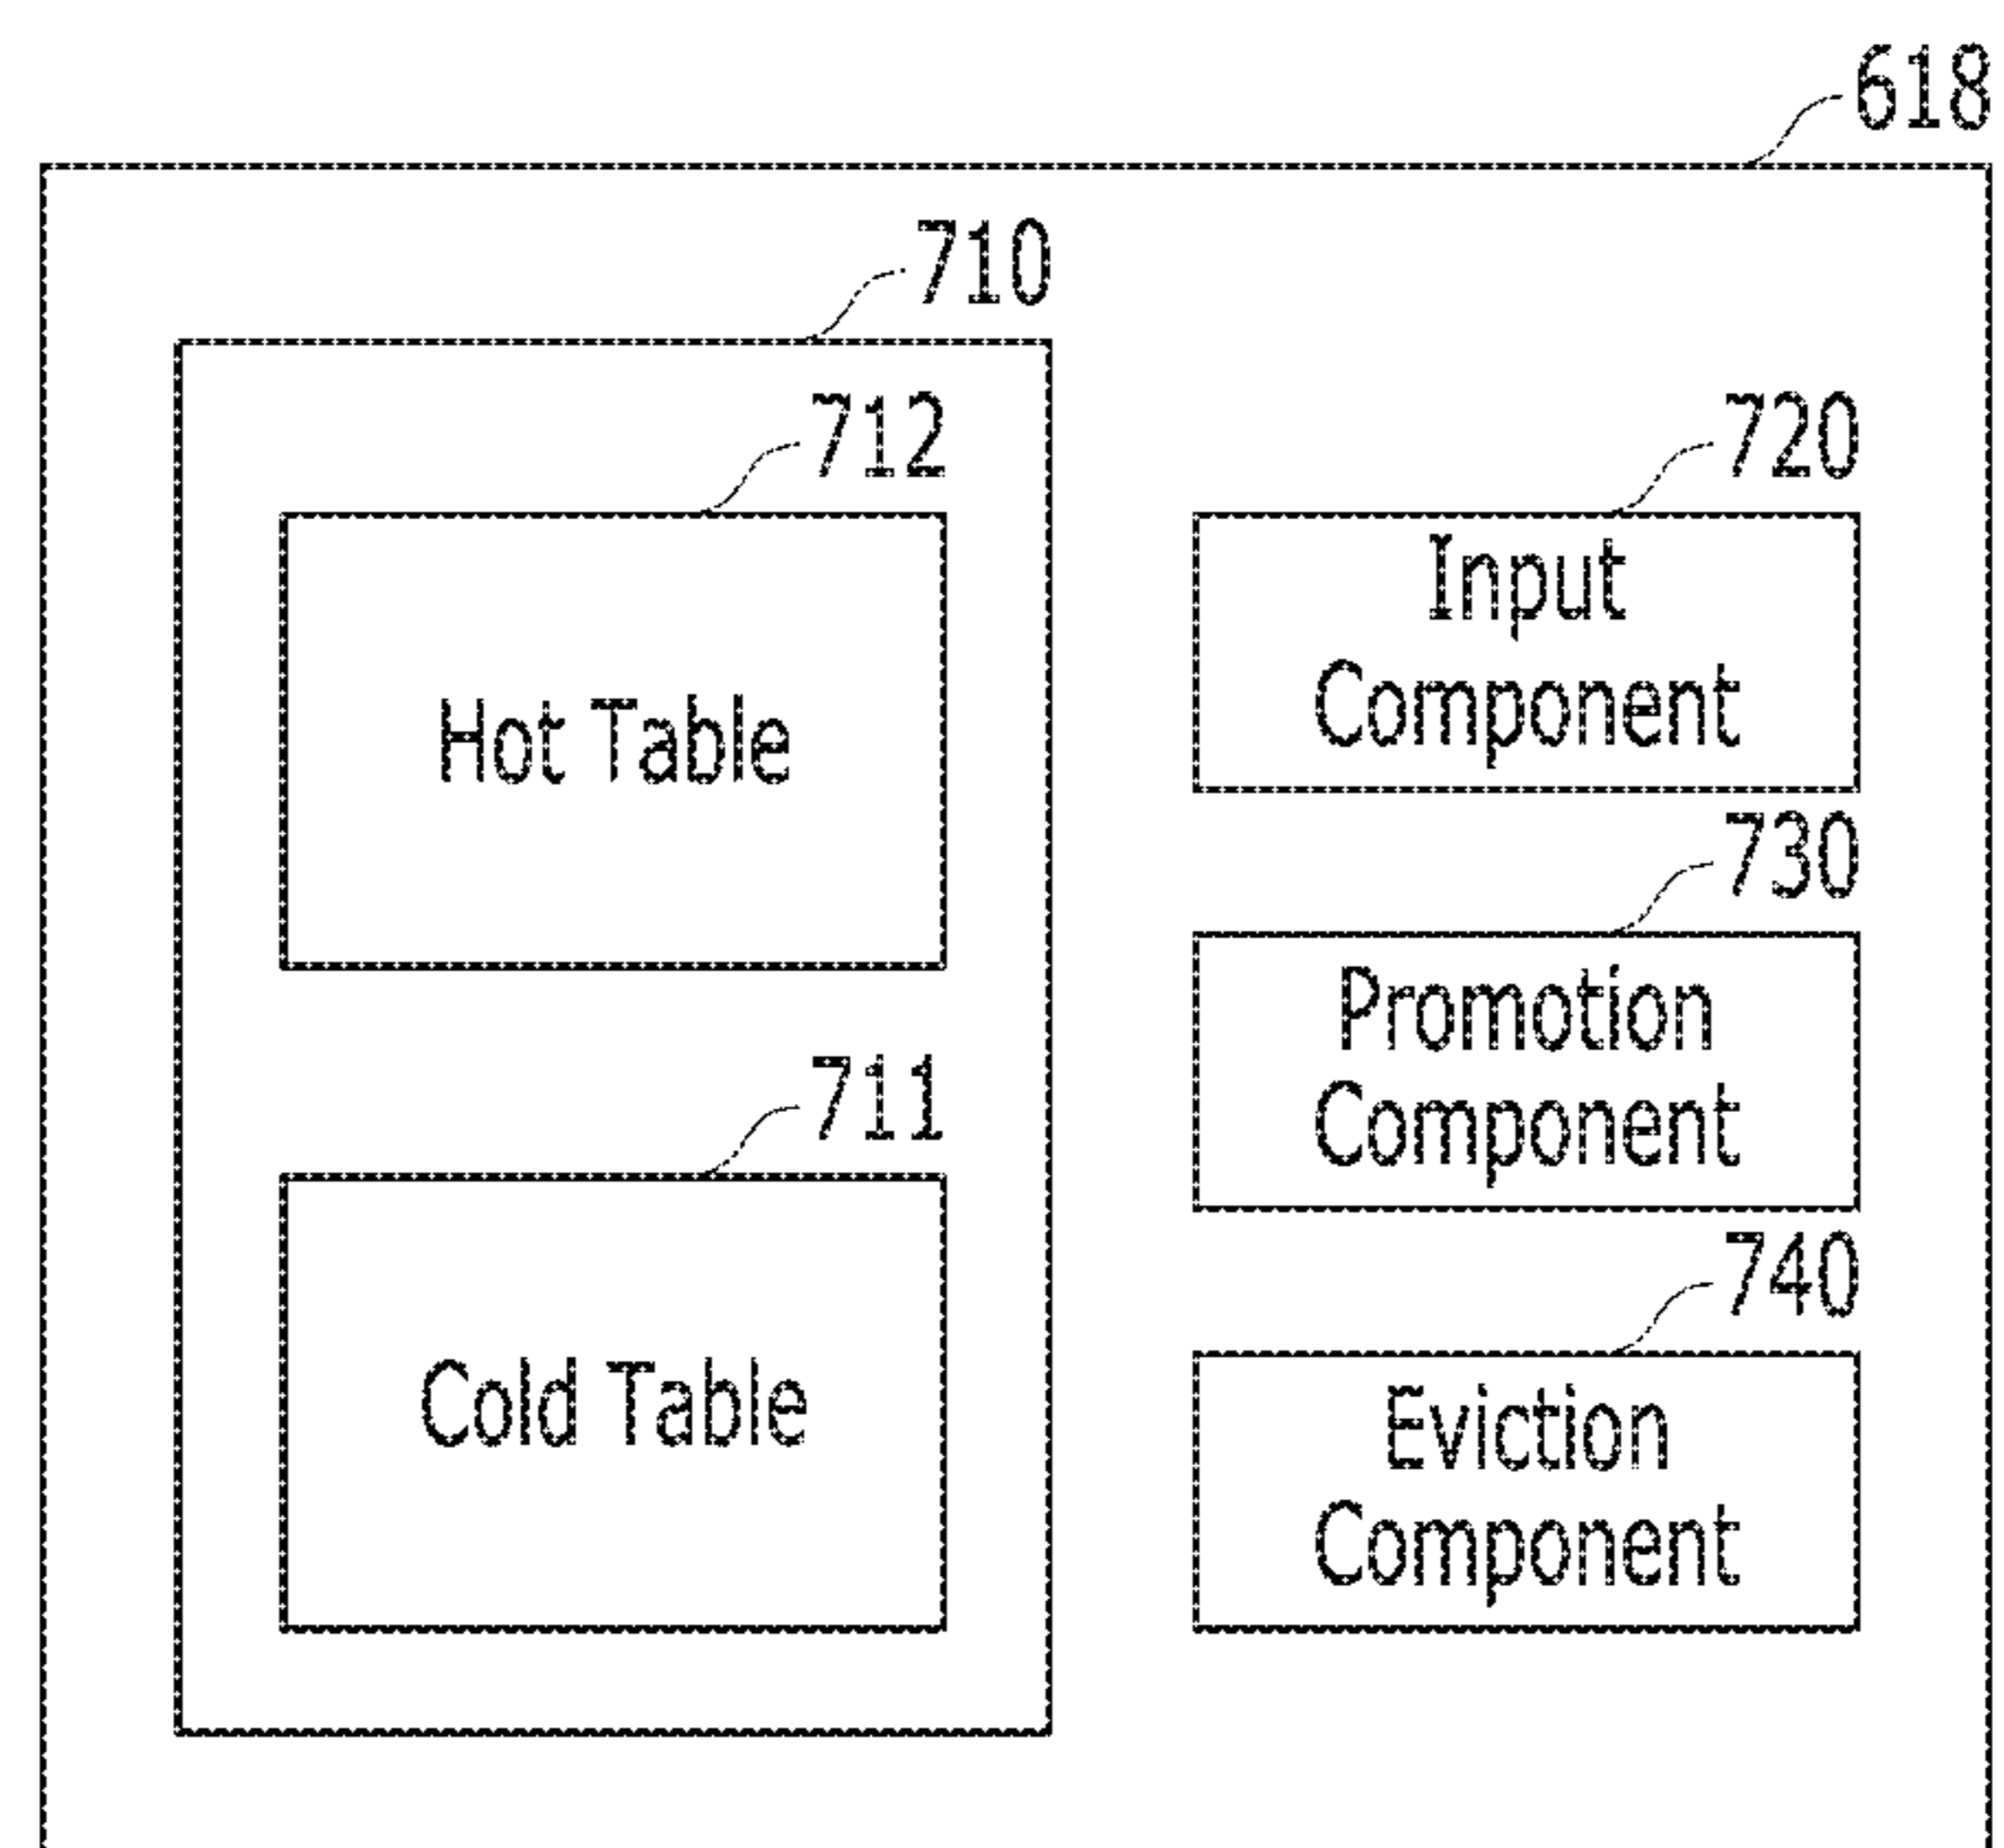 618
710
712
720
Hot Table
Input
Component
730
Promotion
Component
711
Cold Table
740
Eviction
Component